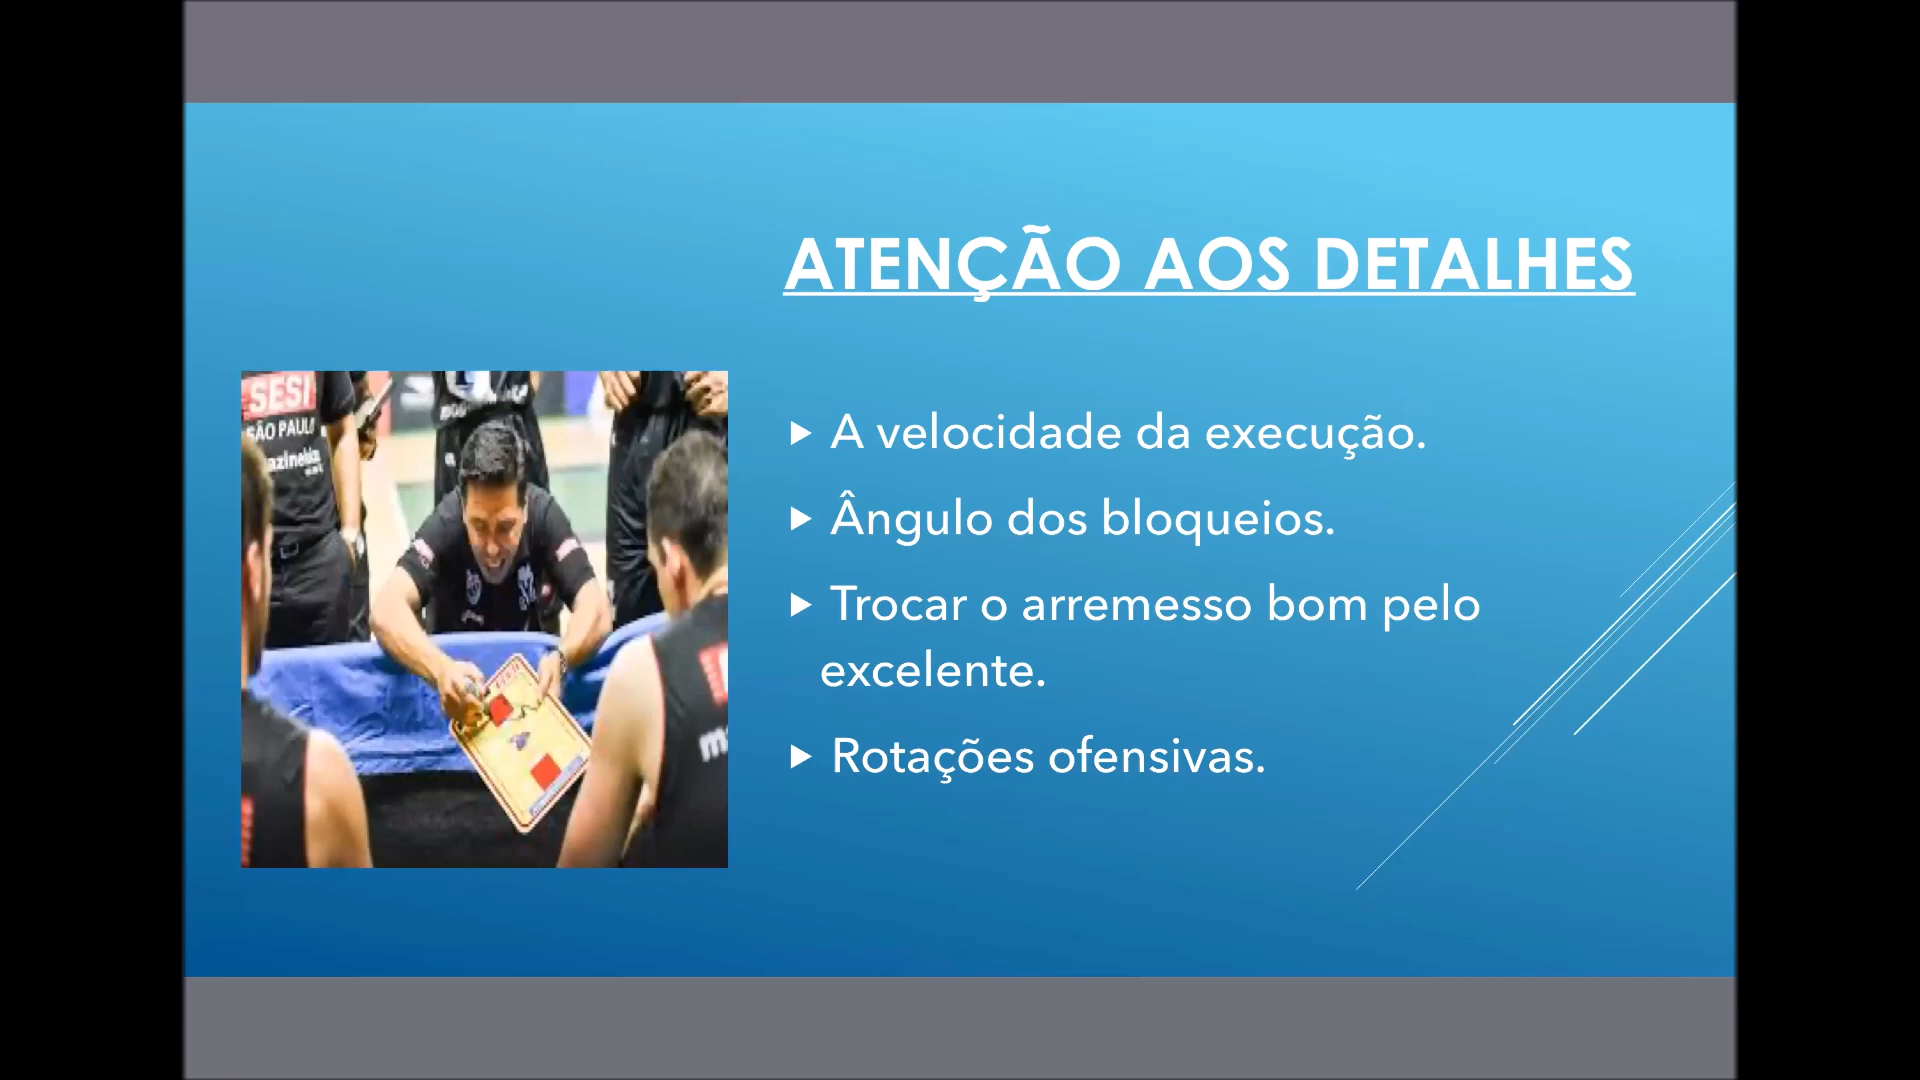 ATENÇÃO AOS DETALHES
SESI
SÃO PAULO
A velocidade da execução.
Ângulo dos bloqueios.
Trocar o arremesso bom pelo
excelente.
Rotações ofensivas.